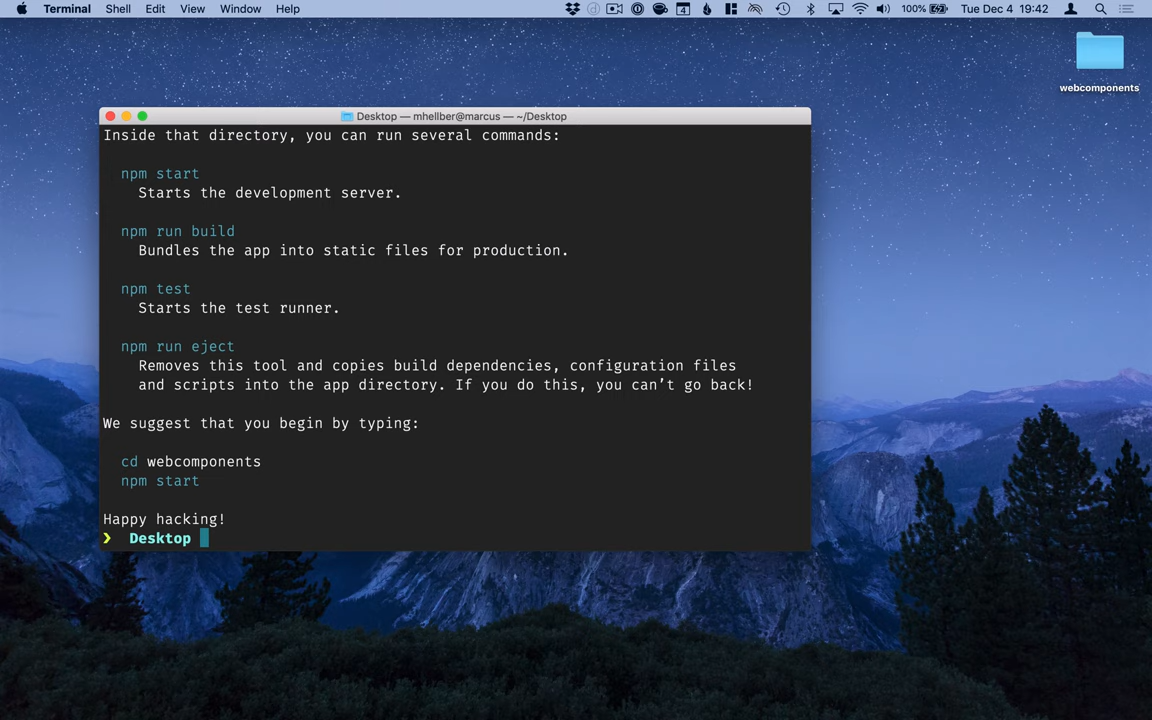 Terminal Shell Edit View Window Help 4 100% Tue Dec 4 19:42
webcomponents
Desktop — mhellber@marcus — ~/Desktop
Inside that directory, you can run several commands:
npm start
Starts the development server.
npm run build
Bundles the app into static files for production.
npm test
Starts the test runner.
npm run eject
Removes this tool and copies build dependencies, configuration files
and scripts into the app directory. If you do this, you can’t go back!
We suggest that you begin by typing:
cd webcomponents
npm start
Happy hacking!
❯ Desktop